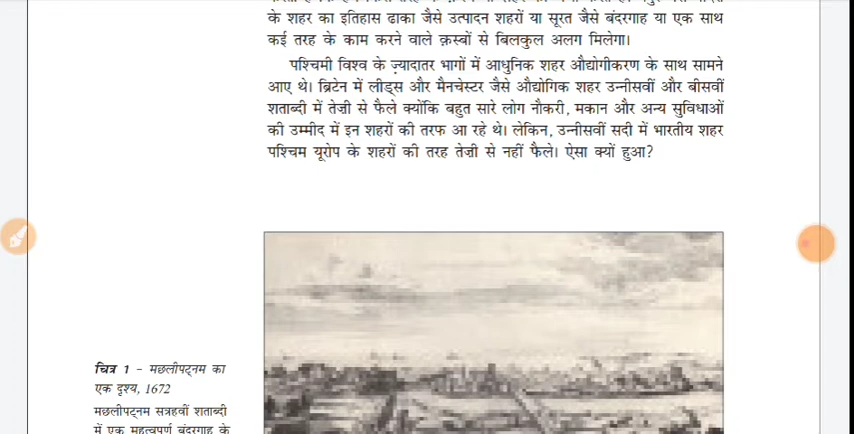 के शहर का इतिहास ढाका जैसे उत्पादन शहरों या सूरत जैसे बंदरगाह या एक साथ
कई तरह के काम करने वाले क़स्बों से बिलकुल अलग मिलेगा।
पश्चिमी विश्व के ज़्यादातर भागों में आधुनिक शहर औद्योगीकरण के साथ सामने
आए थे। ब्रिटेन में लीड्स और मैनचेस्टर जैसे औद्योगिक शहर उन्नीसवीं और बीसवीं
शताब्दी में तेज़ी से फैले क्योंकि बहुत सारे लोग नौकरी, मकान और अन्य सुविधाओं
की उम्मीद में इन शहरों की तरफ आ रहे थे। लेकिन, उन्नीसवीं सदी में भारतीय शहर
पश्चिम यूरोप के शहरों की तरह तेज़ी से नहीं फैले। ऐसा क्यों हुआ?
चित्र 1 - मछलीपट्नम का
एक दृश्य, 1672
मछलीपट्नम सत्रहवीं शताब्दी
में एक महत्वपूर्ण बंदरगाह के